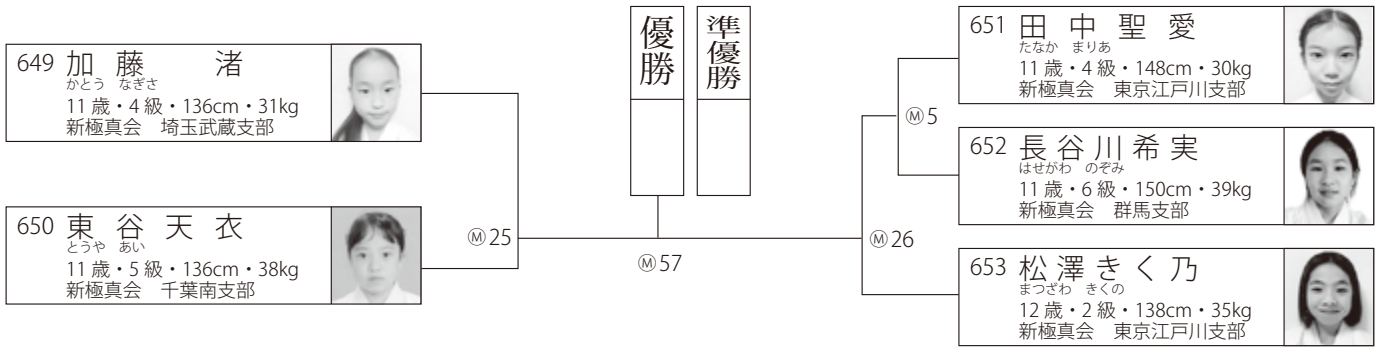 649 加藤 渚
かとう なぎさ
11 歳・4 級・136cm・31kg
新極真会 埼玉武蔵支部
650 東谷天衣
とうや あい
11 歳・5 級・136cm・38kg
新極真会 千葉南支部
Ⓜ25
優勝
準優勝
Ⓜ57
651 田中聖愛
たなか まりあ
11 歳・4 級・148cm・30kg
新極真会 東京江戸川支部
Ⓜ5
652 長谷川希実
はせがわ のぞみ
11 歳・6 級・150cm・39kg
新極真会 群馬支部
Ⓜ26
653 松澤きく乃
まつざわ きくの
12 歳・2 級・138cm・35kg
新極真会 東京江戸川支部